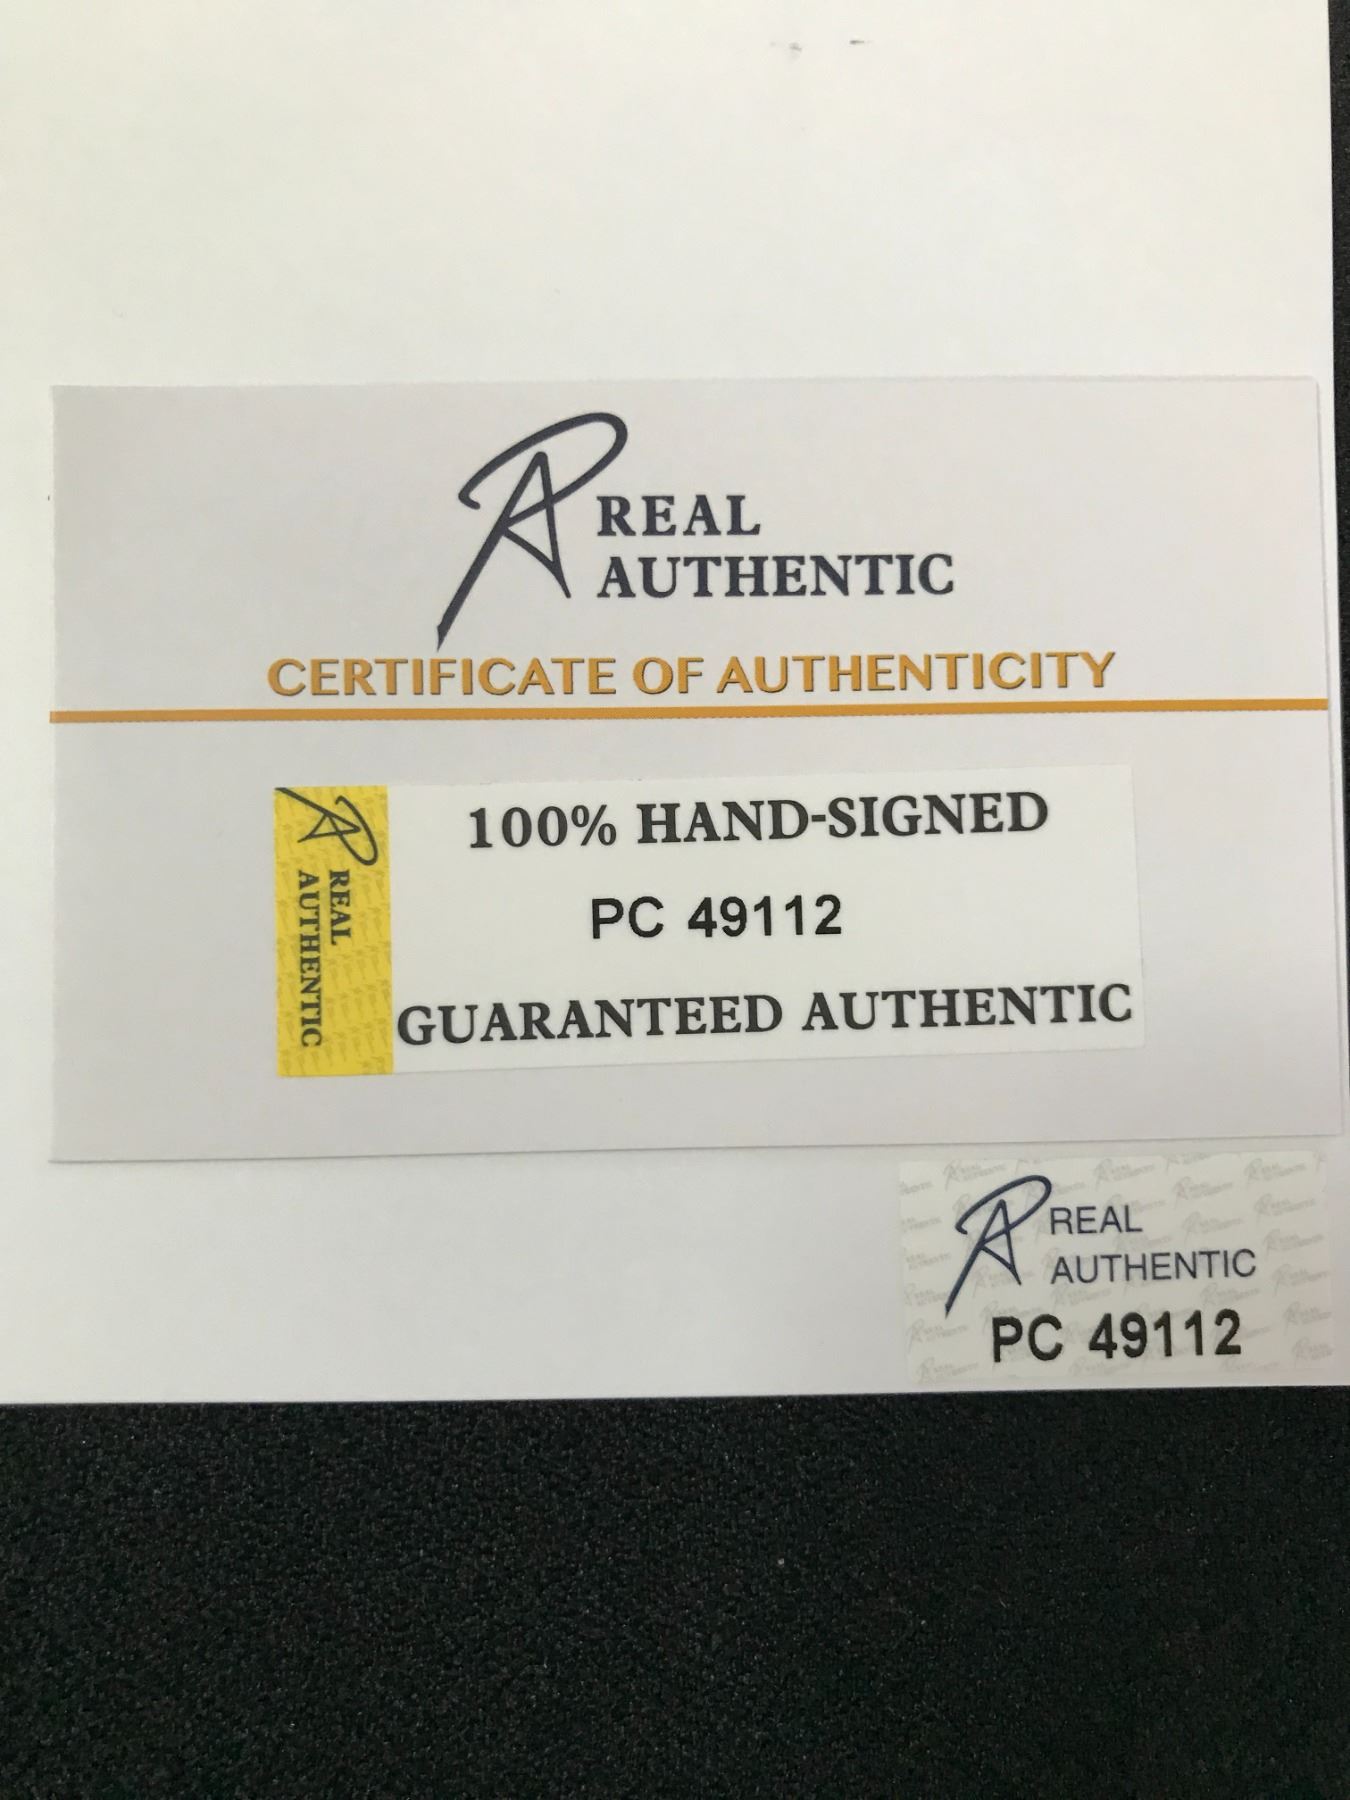 REAL
AUTHENTIC
CERTIFICATE OF AUTHENTICITY
REAL
AUTHENTIC
100% HAND-SIGNED
PC 49112
GUARANTEED AUTHENTIC
REAL
AUTHENTIC
PC 49112